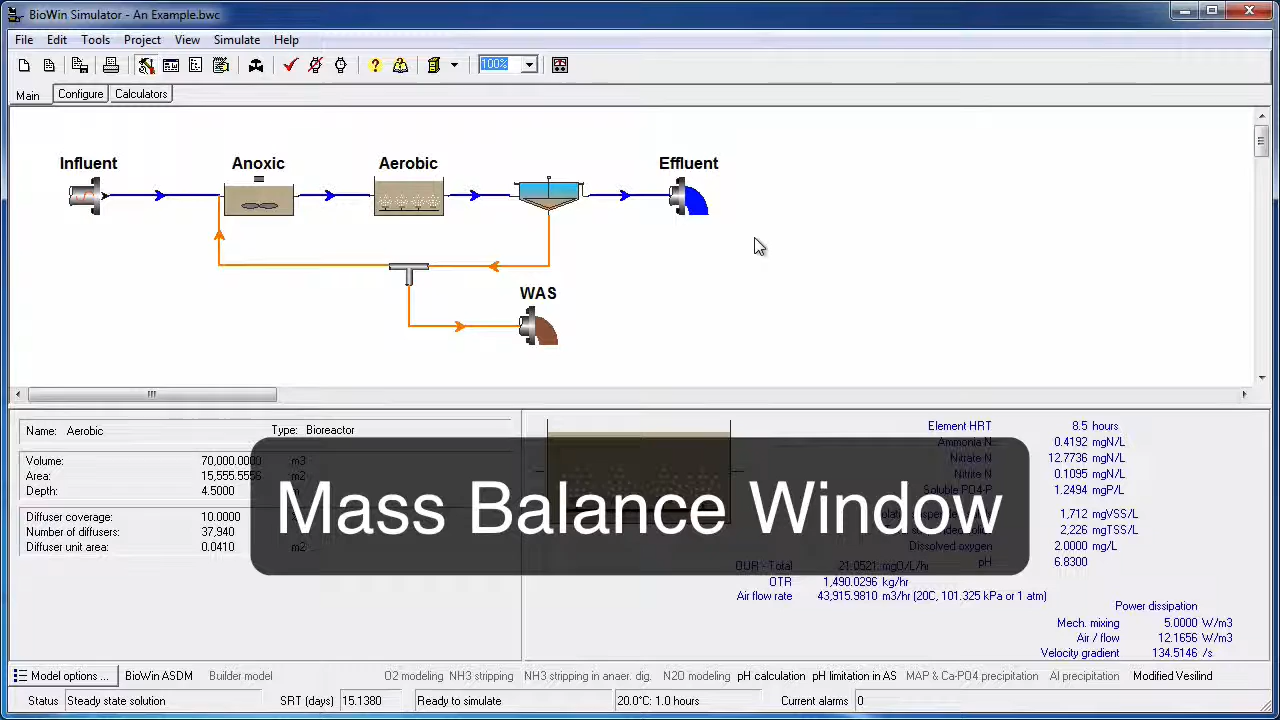 BioWin Simulator - An Example.bwc
File Edit Tools Project View Simulate Help
100%
Main Configure Calculators
Influent Anoxic Aerobic Effluent
WAS
Name: Aerobic Type: Bioreactor
Volume: 70,000.0000 m3
Area: 15,555.5556 m2
Depth: 4.5000 m
Diffuser coverage: 10.0000
Number of diffusers: 37,940
Diffuser unit area: 0.0410 m2
Element HRT 8.5 hours
Ammonia N 0.4192 mgN/L
Nitrate N 12.7736 mgN/L
Nitrite N 0.1095 mgN/L
Soluble PO4-P 1.2494 mgP/L
1.712 mgVSS/L
2,226 mgTSS/L
Dissolved oxygen 2.0000 mg/L
pH 6.8300
OUR - Total 21.0521 mgO/L/hr
OTR 1,490.0296 kg/hr
Air flow rate 43,915.9810 m3/hr (20C, 101.325 kPa or 1 atm)
Power dissipation
Mech. mixing 5.0000 W/m3
Air / flow 12.1656 W/m3
Velocity gradient 134.5146 /s
Mass Balance Window
Model options ... BioWin ASDM Builder model O2 modeling NH3 stripping NH3 stripping in anaer. dig. N2O modeling pH calculation pH limitation in AS MAP & Ca-PO4 precipitation Al precipitation Modified Vesilind
Status Steady state solution SRT (days) 15.1380 Ready to simulate 20.0°C: 1.0 hours Current alarms 0